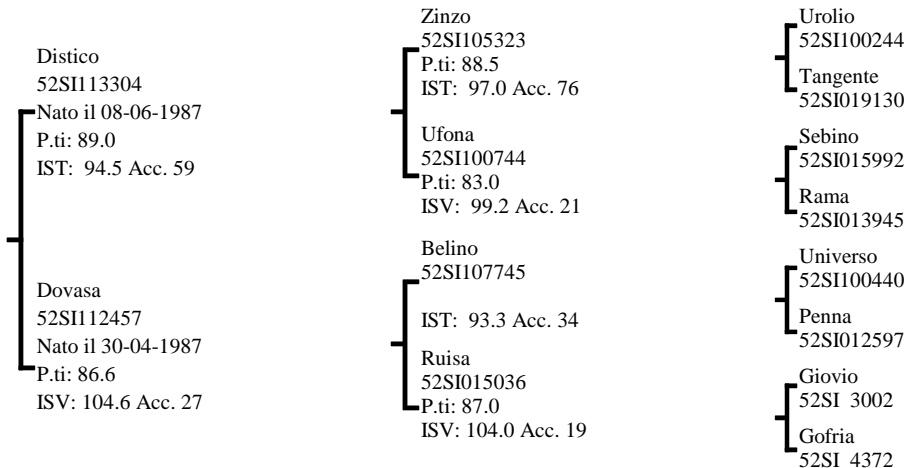 Distico
52SI113304
Nato il 08-06-1987
P.ti: 89.0
IST: 94.5 Acc. 59
Dovasa
52SI112457
Nato il 30-04-1987
P.ti: 86.6
ISV: 104.6 Acc. 27
Zinzo
52SI105323
P.ti: 88.5
IST: 97.0 Acc. 76
Ufona
52SI100744
P.ti: 83.0
ISV: 99.2 Acc. 21
Belino
52SI107745
IST: 93.3 Acc. 34
Ruisa
52SI015036
P.ti: 87.0
ISV: 104.0 Acc. 19
Urolio
52SI100244
Tangente
52SI019130
Sebino
52SI015992
Rama
52SI013945
Universo
52SI100440
Penna
52SI012597
Giovio
52SI 3002
Gofria
52SI 4372